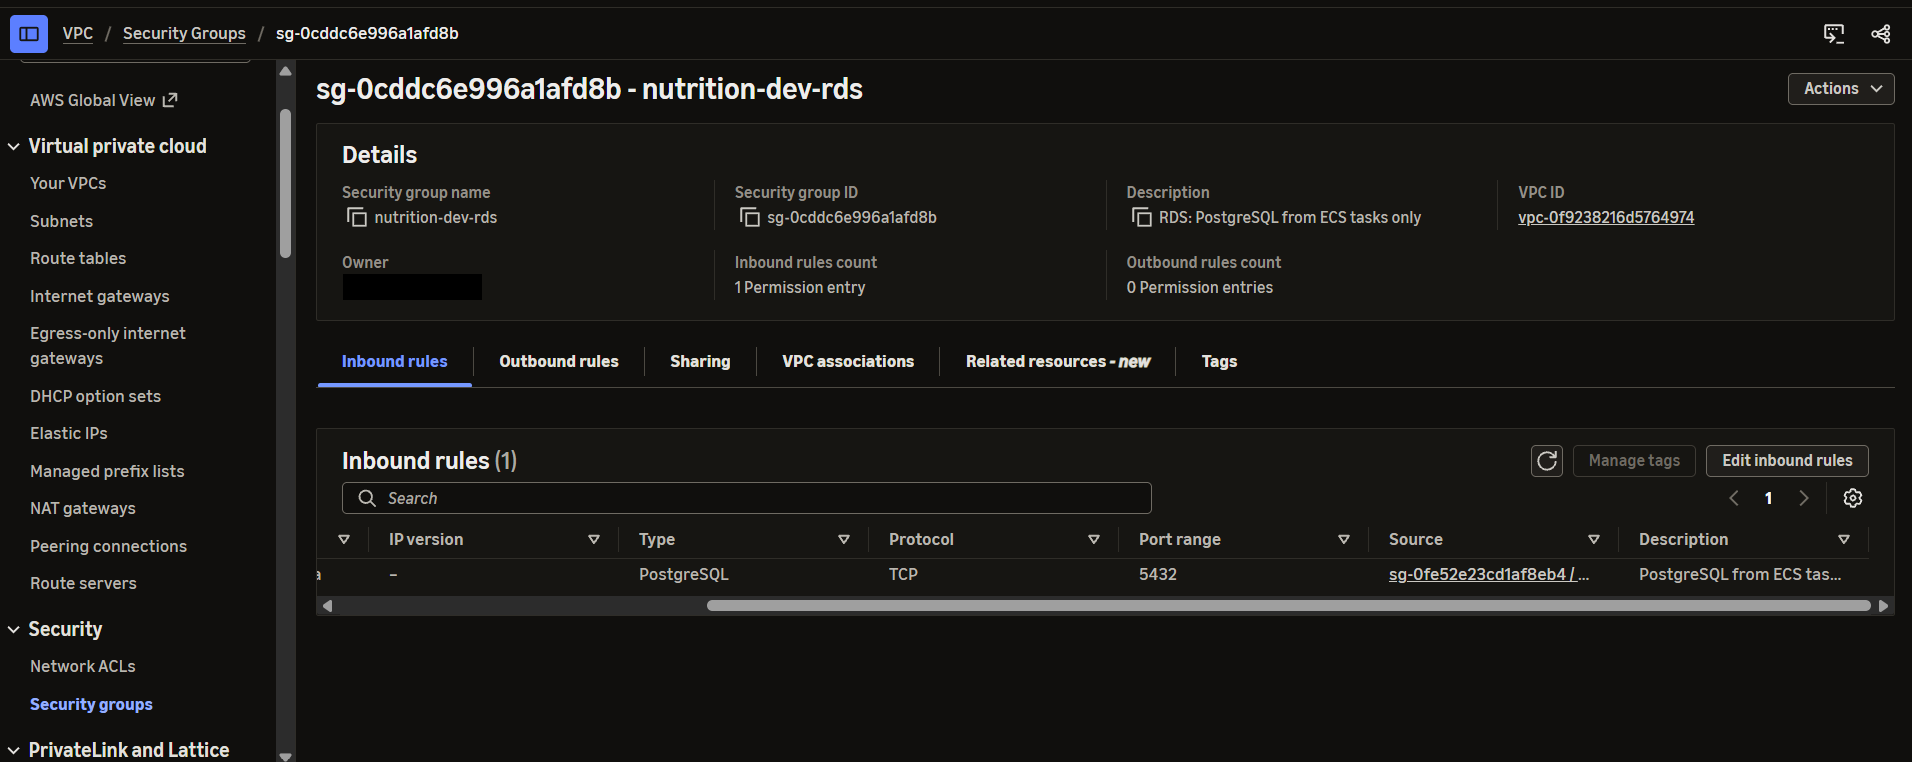 VPC / Security Groups / sg-0cddc6e996a1afd8b
AWS Global View
Virtual private cloud
Your VPCs
Subnets
Route tables
Internet gateways
Egress-only internet
gateways
DHCP option sets
Elastic IPs
Managed prefix lists
NAT gateways
Peering connections
Route servers
Security
Network ACLs
Security groups
PrivateLink and Lattice
sg-0cddc6e996a1afd8b - nutrition-dev-rds
Actions
Details
Security group name
nutrition-dev-rds
Security group ID
sg-0cddc6e996a1afd8b
Description
RDS: PostgreSQL from ECS tasks only
VPC ID
vpc-0f9238216d5764974
Owner
Inbound rules count
1 Permission entry
Outbound rules count
0 Permission entries
Inbound rules
Outbound rules
Sharing
VPC associations
Related resources - new
Tags
Inbound rules (1)
Manage tags
Edit inbound rules
Search
1
IP version Type Protocol Port range Source Description
– PostgreSQL TCP 5432 sg-0fe52e23cd1af8eb4 / ... PostgreSQL from ECS tas...